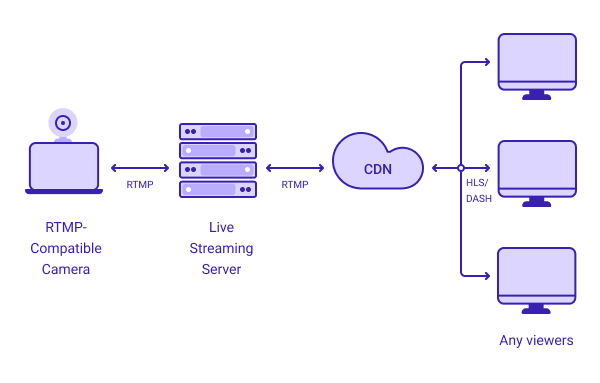 RTMP
RTMP
CDN
HLS/
DASH
RTMP-
Compatible
Camera
Live
Streaming
Server
Any viewers